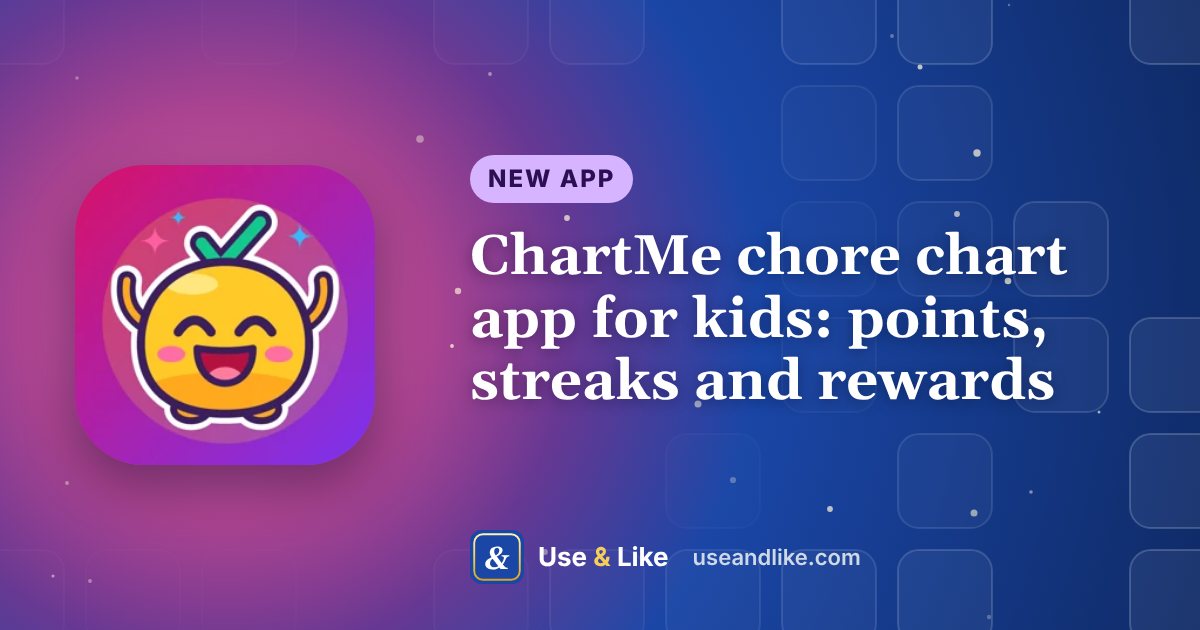 NEW APP
ChartMe chore chart
app for kids: points,
streaks and rewards
& Use & Like useandlike.com